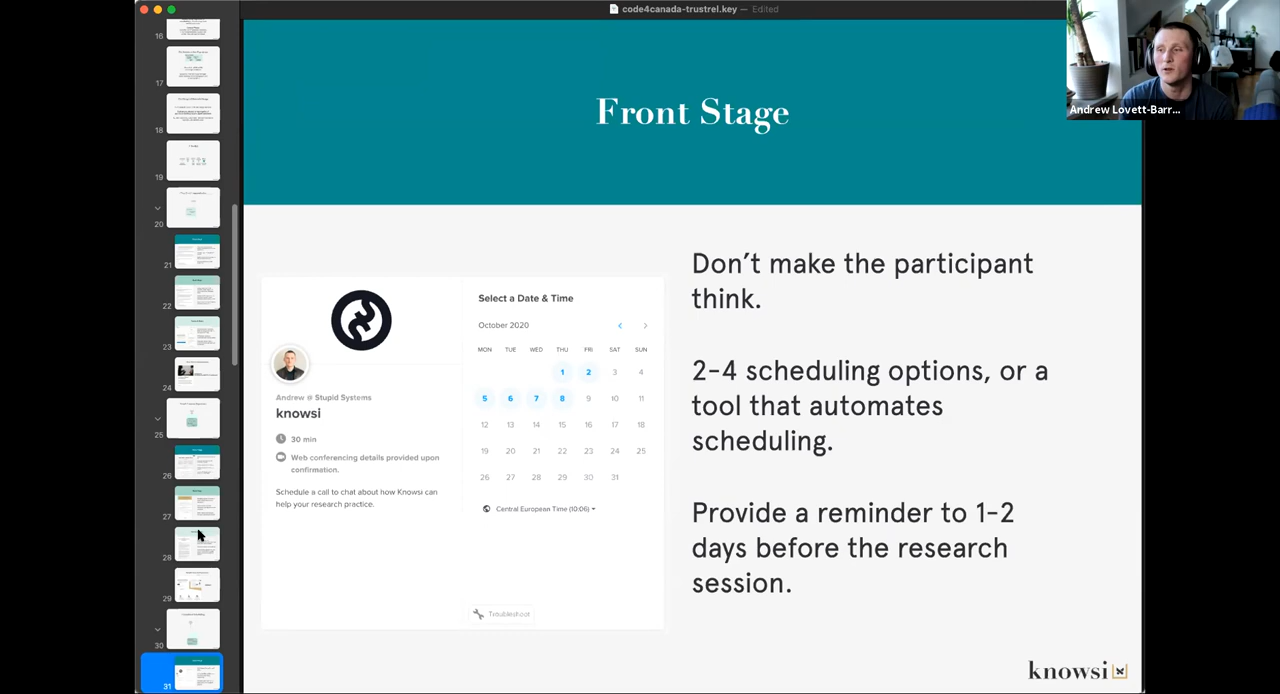 code4canada-trustrel.key — Edited
Andrew Lovett-Barr...
16
17
18
19
20
21
22
23
24
25
26
27
28
29
30
31
Front Stage
Select a Date & Time
October 2020
MON TUE WED THU FRI SAT SUN
1 2 3 4
5 6 7 8 9 10 11
12 13 14 15 16 17 18
19 20 21 22 23 24 25
26 27 28 29 30 31
Central European Time (10:06)
Andrew @ Stupid Systems
knowsi
30 min
Web conferencing details provided upon
confirmation.
Schedule a call to chat about how Knowsi can
help your research practice.
Troubleshoot
Don’t make the participant
think.
2-4 scheduling options, or a
tool that automates
scheduling.
Provide a reminder to 1-2
days before the research
session.
knowsi